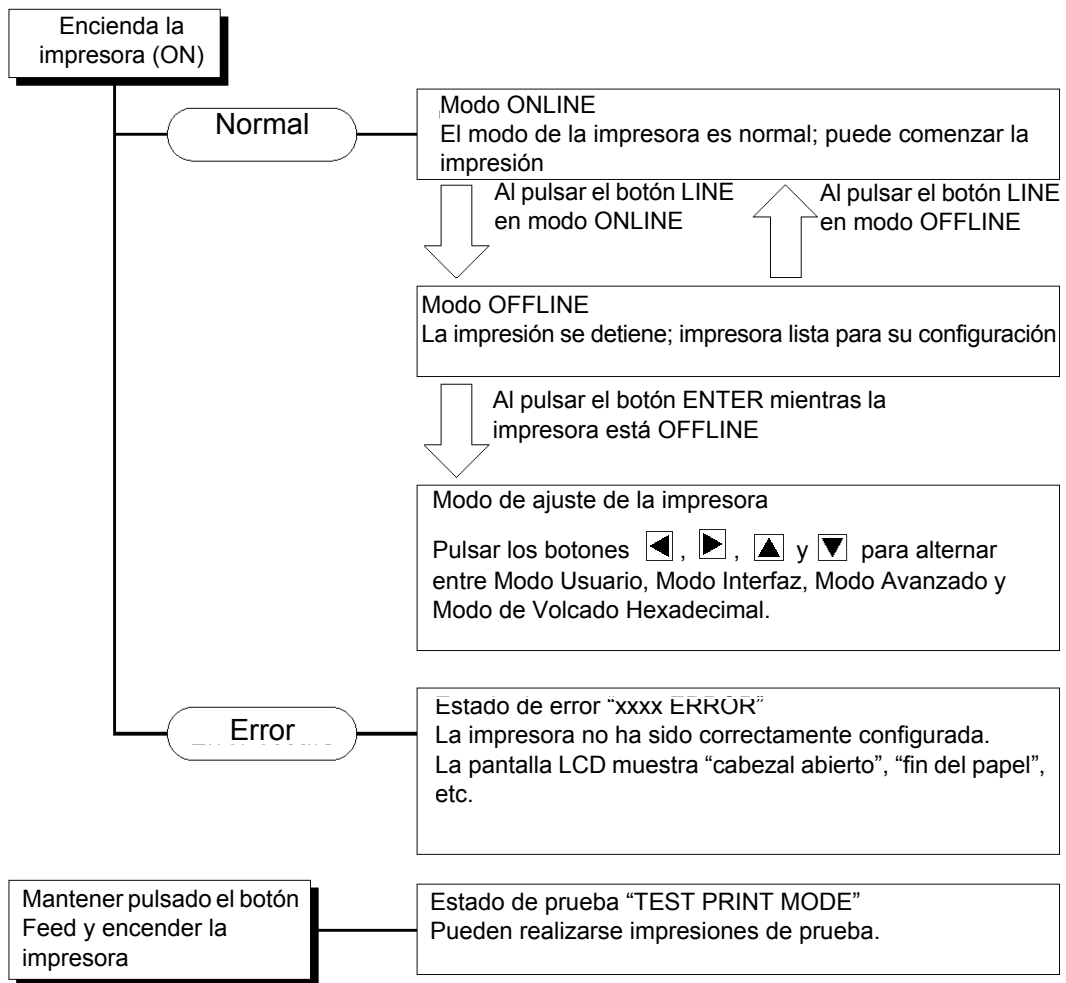 Encienda la
impresora (ON)
Normal
Modo ONLINE
El modo de la impresora es normal; puede comenzar la
impresión
Al pulsar el botón LINE
en modo ONLINE
Al pulsar el botón LINE
en modo OFFLINE
Modo OFFLINE
La impresión se detiene; impresora lista para su configuración
Al pulsar el botón ENTER mientras la
impresora está OFFLINE
Modo de ajuste de la impresora
Pulsar los botones ◀, ▶, ▲ y ▼ para alternar
entre Modo Usuario, Modo Interfaz, Modo Avanzado y
Modo de Volcado Hexadecimal.
Error
Estado de error “xxxx ERROR”
La impresora no ha sido correctamente configurada.
La pantalla LCD muestra “cabezal abierto”, “fin del papel”,
etc.
Mantener pulsado el botón
Feed y encender la
impresora
Estado de prueba “TEST PRINT MODE”
Pueden realizarse impresiones de prueba.